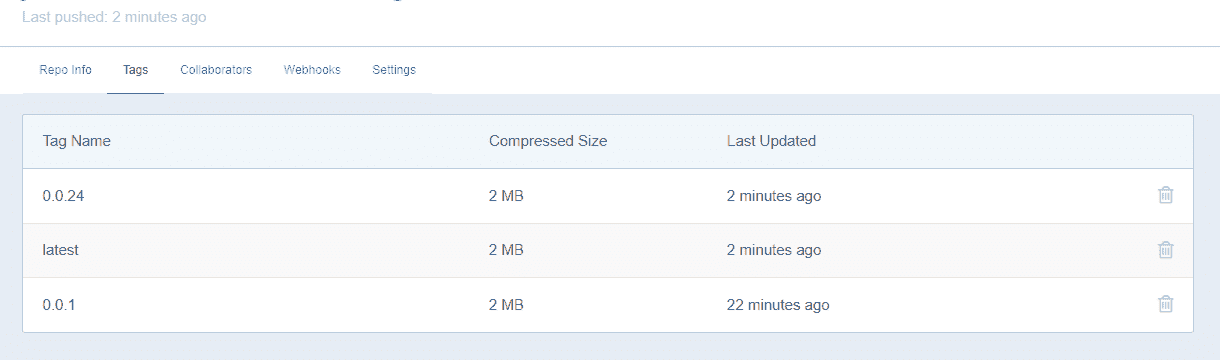 Last pushed: 2 minutes ago
Repo Info Tags Collaborators Webhooks Settings
Tag Name Compressed Size Last Updated
0.0.24 2 MB 2 minutes ago
latest 2 MB 2 minutes ago
0.0.1 2 MB 22 minutes ago